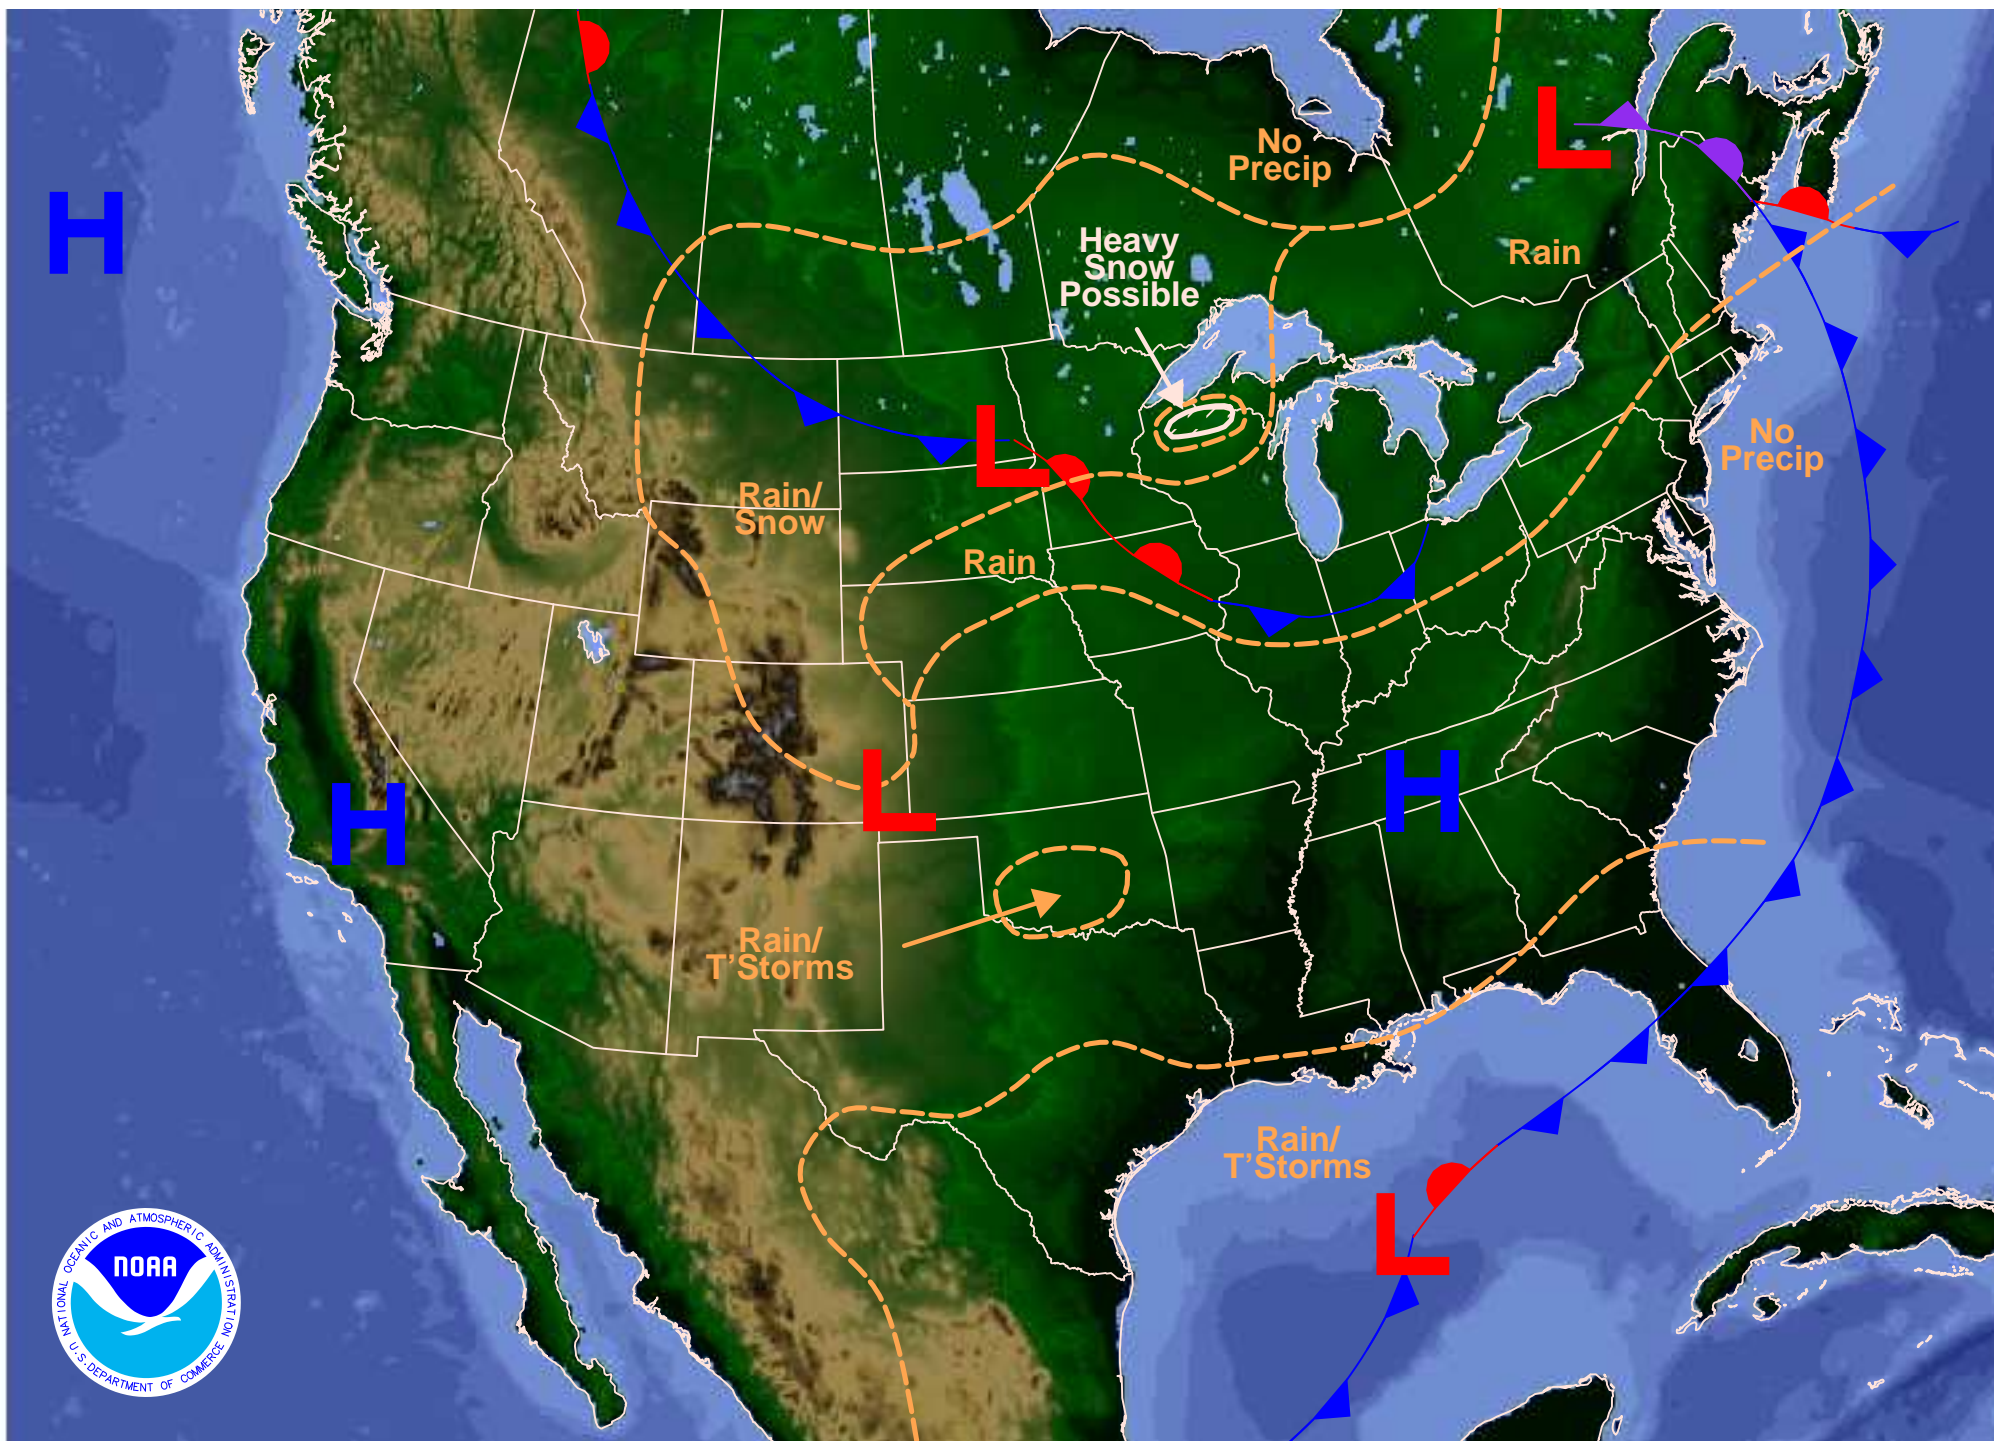 No
Precip
L
H
Heavy
Snow
Possible
Rain
L
No
Precip
Rain/
Snow
Rain
L
H
H
Rain/
T'Storms
Rain/
T'Storms
L
NATIONAL OCEANIC AND ATMOSPHERIC ADMINISTRATION
NOAA
U.S. DEPARTMENT OF COMMERCE